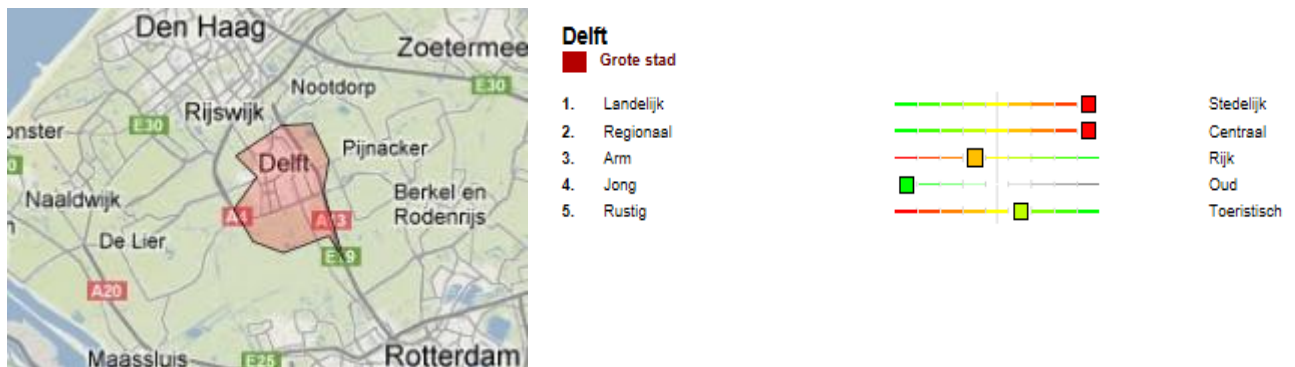 Den Haag
Zoetermee
E30
Nootdorp
Rijswijk
E30
onster
Pijnacker
Delft
Naaldwijk
Berkel en
Rodenrijs
A4
A13
De Lier
E19
A20
Maassluis
E25
Rotterdam
Delft
Grote stad
1. Landelijk Stedelijk
2. Regionaal Centraal
3. Arm Rijk
4. Jong Oud
5. Rustig Toeristisch